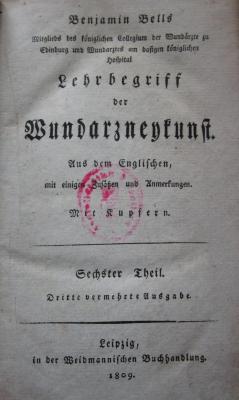 Benjamin Bells
Mitglieds des königlichen Collegium der Wundärzte zu
Edinburg und Wundarztes am dasigen königlichen
Hospital
Lehrbegriff
der
Wundarzneykunst.
Aus dem Englischen,
mit einigen Zusätzen und Anmerkungen.
Mit Kupfern.
Sechster Theil.
Dritte vermehrte Ausgabe.
Leipzig,
in der Weidmannischen Buchhandlung.
1809.